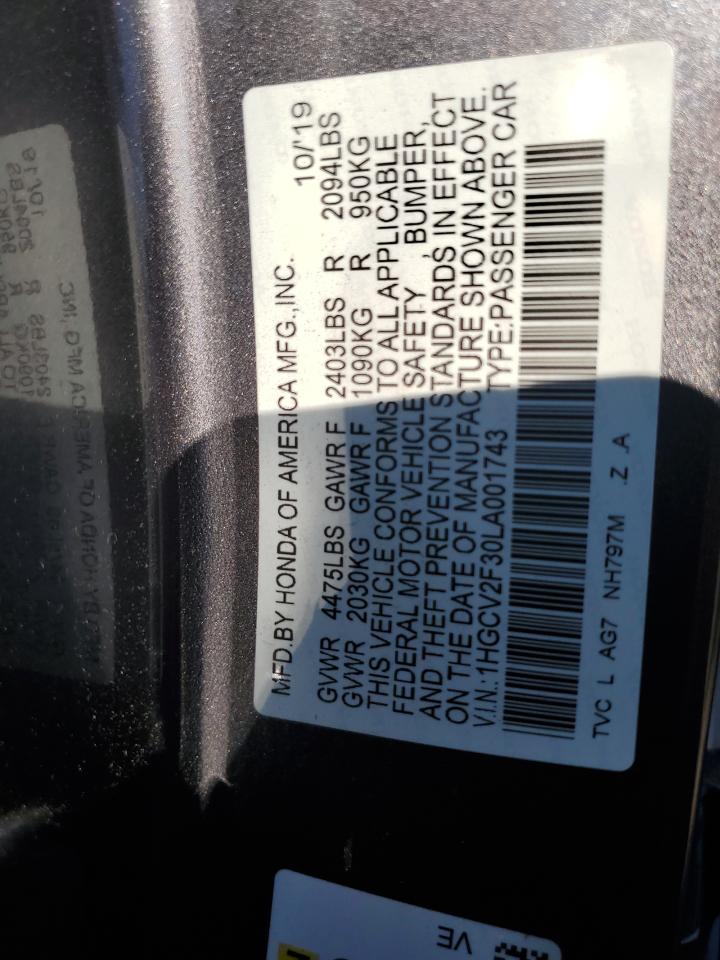 MFD.BY HONDA OF AMERICA MFG.,INC. 10/19
GVWR 4475LBS GAWR F 2403LBS R 2094LBS
GVWR 2030KG GAWR F 1090KG R 950KG
THIS VEHICLE CONFORMS TO ALL APPLICABLE
FEDERAL MOTOR VEHICLE SAFETY , BUMPER,
AND THEFT PREVENTION STANDARDS, IN EFFECT
ON THE DATE OF MANUFACTURE SHOWN ABOVE.
V.I.N.:1HGCV2F30LA001743 TYPE:PASSENGER CAR
TVC L AG7 NH797M .Z .A
VE